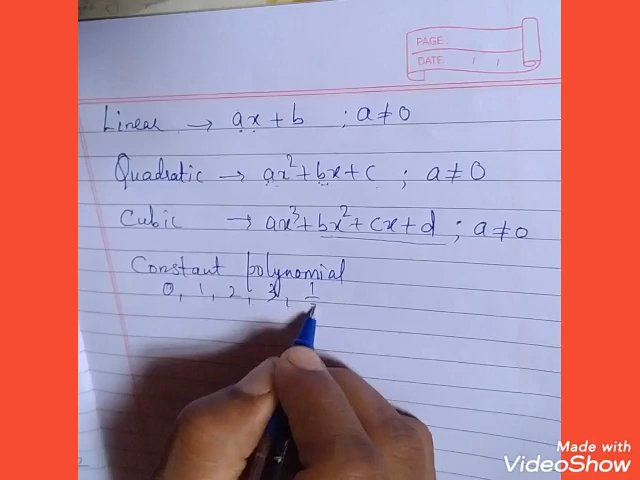 PAGE:
DATE / /
Linear → ax + b ; a ≠ 0
Quadratic → ax² + bx + c ; a ≠ 0
Cubic → ax³ + bx² + cx + d ; a ≠ 0
Constant polynomial
0, 1, 2, 3, 1/
Made with
VideoShow